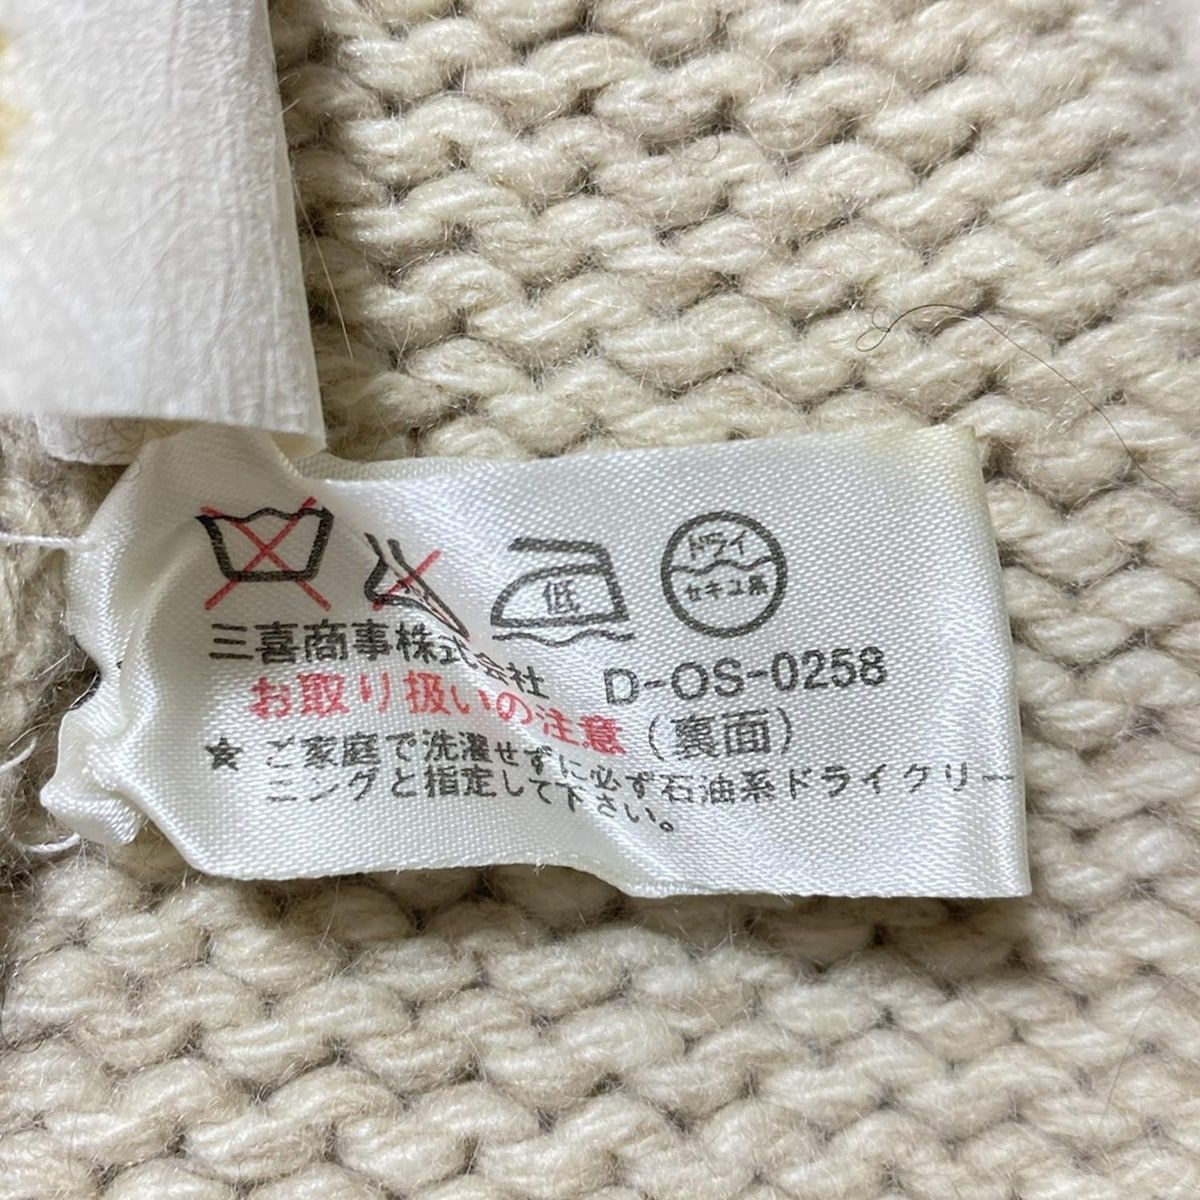 低
ドライ
セキユ系
三喜商事株式会社 D-OS-0258
お取り扱いの注意 (裏面)
★ ご家庭で洗濯せずに必ず石油系ドライクリー
ニングと指定して下さい。